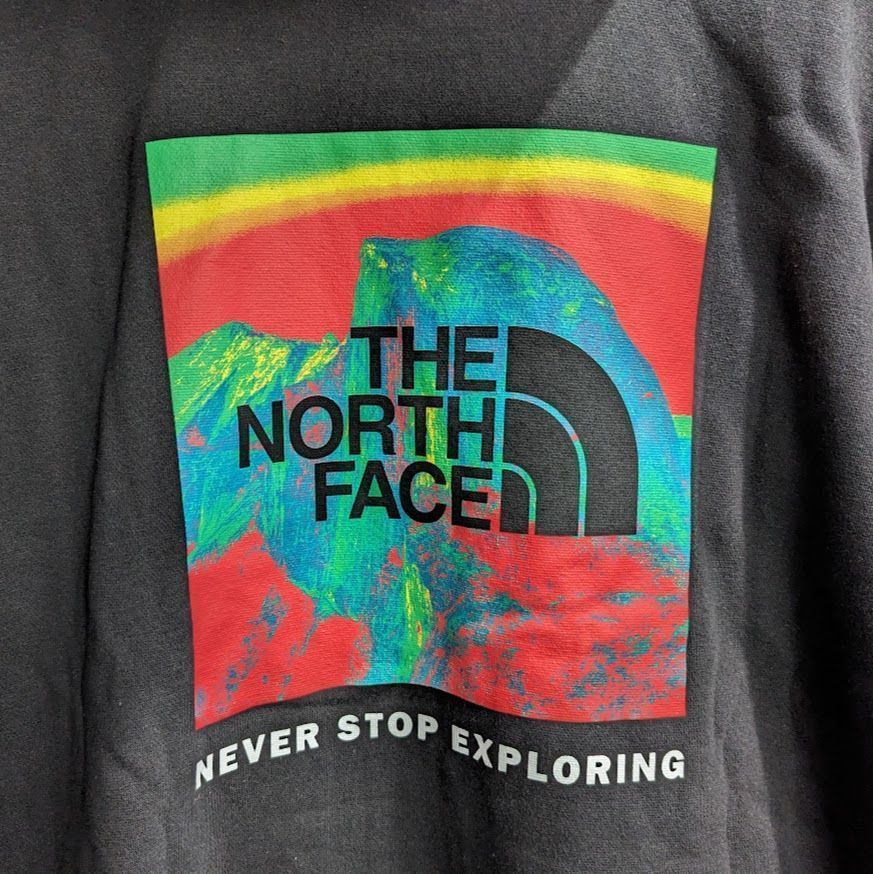 THE
NORTH
FACE
NEVER STOP EXPLORING